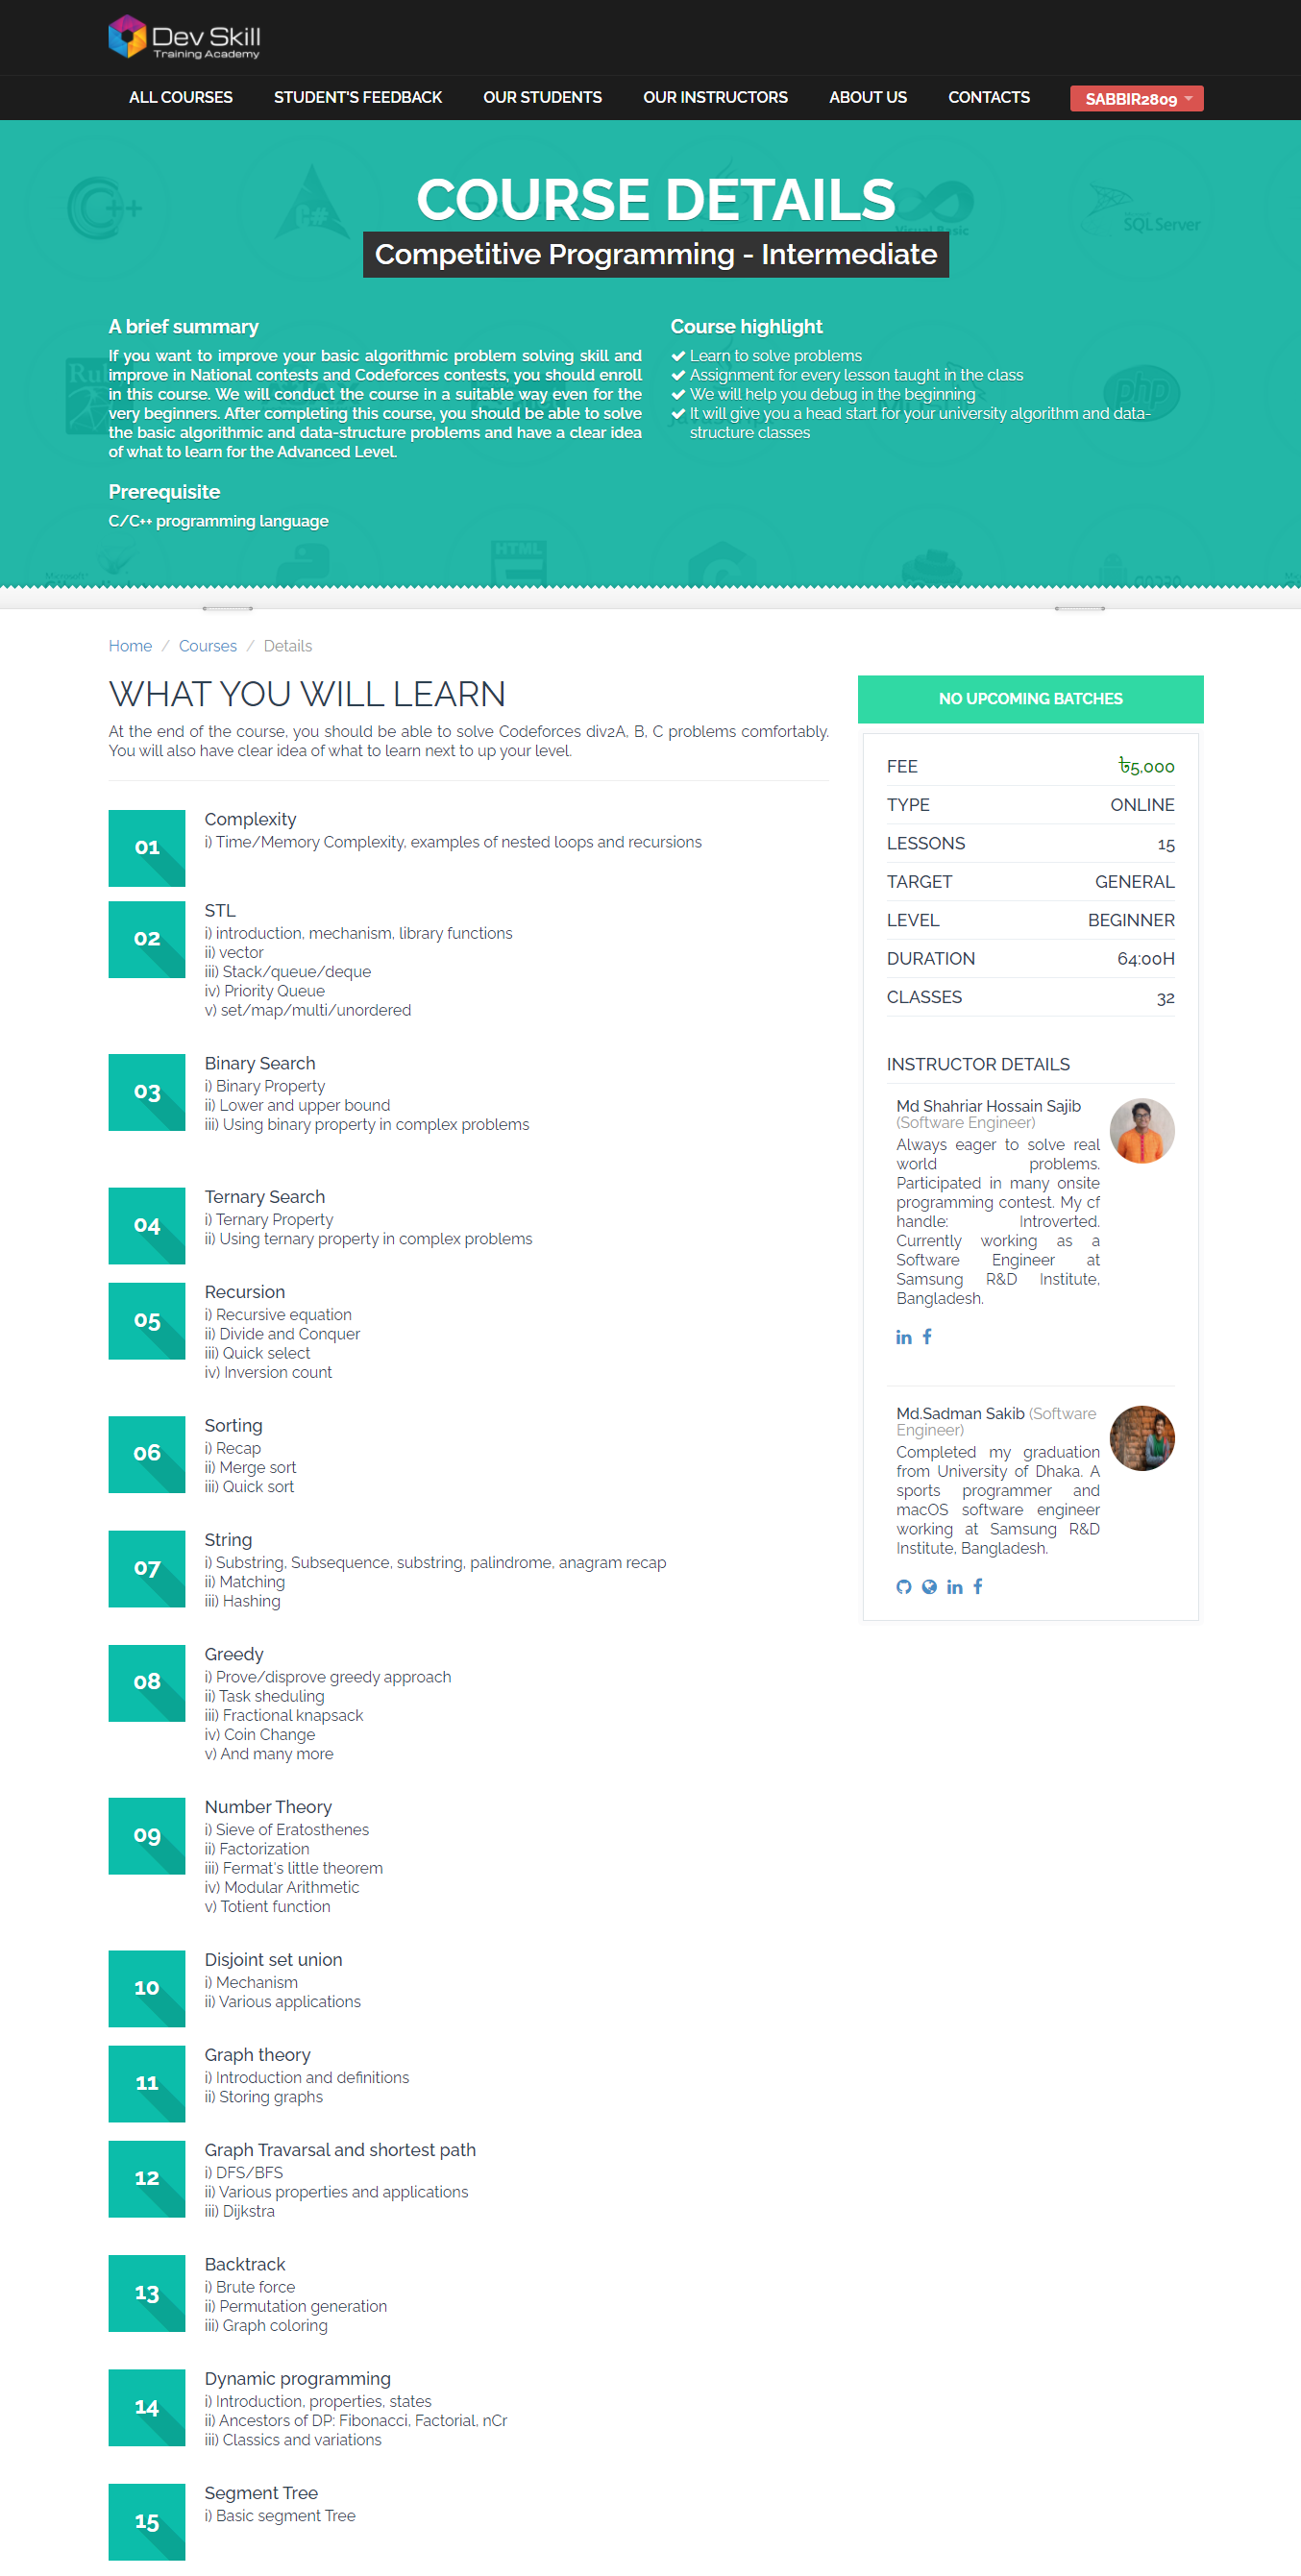 Dev Skill
Training Academy
ALL COURSES STUDENT'S FEEDBACK OUR STUDENTS OUR INSTRUCTORS ABOUT US CONTACTS SABBIR2809
COURSE DETAILS
Competitive Programming - Intermediate
A brief summary
If you want to improve your basic algorithmic problem solving skill and
improve in National contests and Codeforces contests, you should enroll
in this course. We will conduct the course in a suitable way even for the
very beginners. After completing this course, you should be able to solve
the basic algorithmic and data-structure problems and have a clear idea
of what to learn for the Advanced Level.
Prerequisite
C/C++ programming language
Course highlight
Learn to solve problems
Assignment for every lesson taught in the class
We will help you debug in the beginning
It will give you a head start for your university algorithm and data-
structure classes
C++
C#
Visual Basic
SQL Server
php
HTML
Home / Courses / Details
WHAT YOU WILL LEARN
At the end of the course, you should be able to solve Codeforces div2A, B, C problems comfortably.
You will also have clear idea of what to learn next to up your level.
01
Complexity
i) Time/Memory Complexity, examples of nested loops and recursions
02
STL
i) introduction, mechanism, library functions
ii) vector
iii) Stack/queue/deque
iv) Priority Queue
v) set/map/multi/unordered
03
Binary Search
i) Binary Property
ii) Lower and upper bound
iii) Using binary property in complex problems
04
Ternary Search
i) Ternary Property
ii) Using ternary property in complex problems
05
Recursion
i) Recursive equation
ii) Divide and Conquer
iii) Quick select
iv) Inversion count
06
Sorting
i) Recap
ii) Merge sort
iii) Quick sort
07
String
i) Substring, Subsequence, substring, palindrome, anagram recap
ii) Matching
iii) Hashing
08
Greedy
i) Prove/disprove greedy approach
ii) Task sheduling
iii) Fractional knapsack
iv) Coin Change
v) And many more
09
Number Theory
i) Sieve of Eratosthenes
ii) Factorization
iii) Fermat's little theorem
iv) Modular Arithmetic
v) Totient function
10
Disjoint set union
i) Mechanism
ii) Various applications
11
Graph theory
i) Introduction and definitions
ii) Storing graphs
12
Graph Travarsal and shortest path
i) DFS/BFS
ii) Various properties and applications
iii) Dijkstra
13
Backtrack
i) Brute force
ii) Permutation generation
iii) Graph coloring
14
Dynamic programming
i) Introduction, properties, states
ii) Ancestors of DP: Fibonacci, Factorial, nCr
iii) Classics and variations
15
Segment Tree
i) Basic segment Tree
NO UPCOMING BATCHES
FEE ৳5,000
TYPE ONLINE
LESSONS 15
TARGET GENERAL
LEVEL BEGINNER
DURATION 64:00H
CLASSES 32
INSTRUCTOR DETAILS
Md Shahriar Hossain Sajib
(Software Engineer)
Always eager to solve real
world problems.
Participated in many onsite
programming contest. My cf
handle: Introverted.
Currently working as a
Software Engineer at
Samsung R&D Institute,
Bangladesh.
Md.Sadman Sakib (Software
Engineer)
Completed my graduation
from University of Dhaka. A
sports programmer and
macOS software engineer
working at Samsung R&D
Institute, Bangladesh.